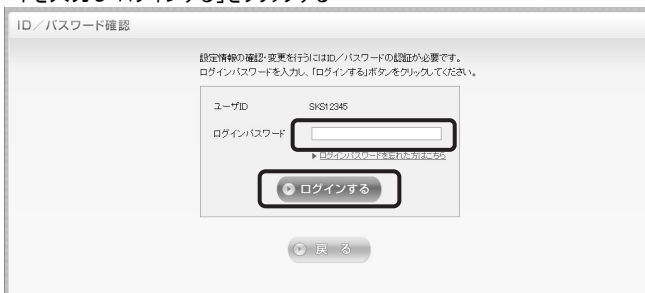 ID／パスワード確認
設定情報の確認・変更を行うにはID／パスワードの認証が必要です。
ログインパスワードを入力し、「ログインする」ボタンをクリックしてください。
ユーザID SKS12345
ログインパスワード
▶ ログインパスワードを忘れた方はこちら
ログインする
戻る